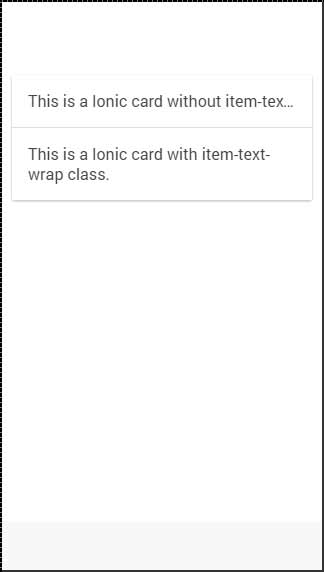 This is a Ionic card without item-tex...
This is a Ionic card with item-text-
wrap class.